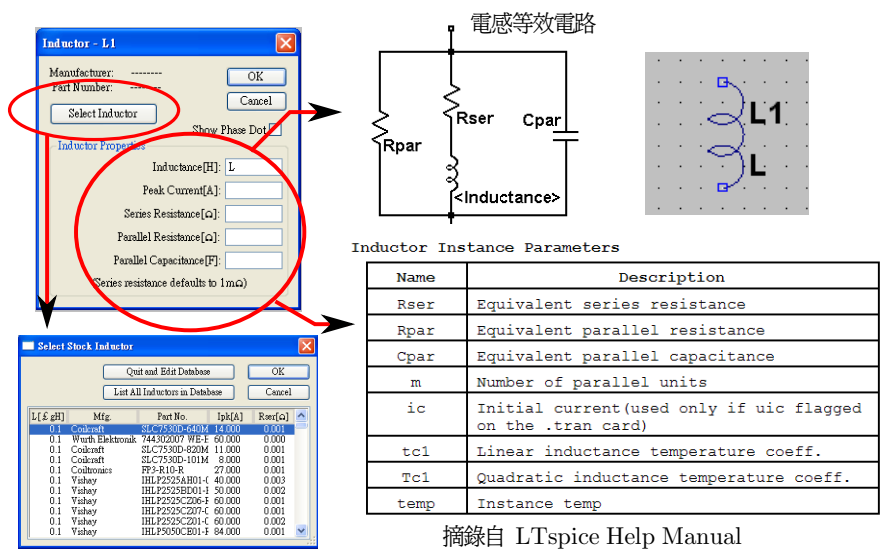 Inductor - L1
Manufacturer: --------
Part Number: --------
Select Inductor
OK
Cancel
Show Phase Dot
Inductor Properties
Inductance[H]: L
Peak Current[A]:
Series Resistance[Ω]:
Parallel Resistance[Ω]:
Parallel Capacitance[F]:
(Series resistance defaults to 1mΩ)
電感等效電路
Rser
Cpar
Rpar
<Inductance>
L1
L
Inductor Instance Parameters
Name Description
Rser Equivalent series resistance
Rpar Equivalent parallel resistance
Cpar Equivalent parallel capacitance
m Number of parallel units
ic Initial current(used only if uic flagged
on the .tran card)
tc1 Linear inductance temperature coeff.
Tc1 Quadratic inductance temperature coeff.
temp Instance temp
摘錄自 LTspice Help Manual
Select Stock Inductor
Quit and Edit Database
OK
List All Inductors in Database
Cancel
L[£ gH] Mfg. Part No. Ipk[A] Rser[Ω]
0.1 Coilcraft SLC7530D-640M 14.000 0.001
0.1 Wurth Elektronik 744302007 WE-H 60.000 0.000
0.1 Coilcraft SLC7530D-820M 11.000 0.001
0.1 Coilcraft SLC7530D-101M 8.000 0.001
0.1 Coiltronics FP3-R10-R 27.000 0.001
0.1 Vishay IHLP2525AH01-( 40.000 0.003
0.1 Vishay IHLP2525BD01-1 50.000 0.002
0.1 Vishay IHLP2525CZ06-F 60.000 0.001
0.1 Vishay IHLP2525CZ07-( 60.000 0.001
0.1 Vishay IHLP2525CZ01-( 60.000 0.002
0.1 Vishay IHLP5050CE01-F 84.000 0.001